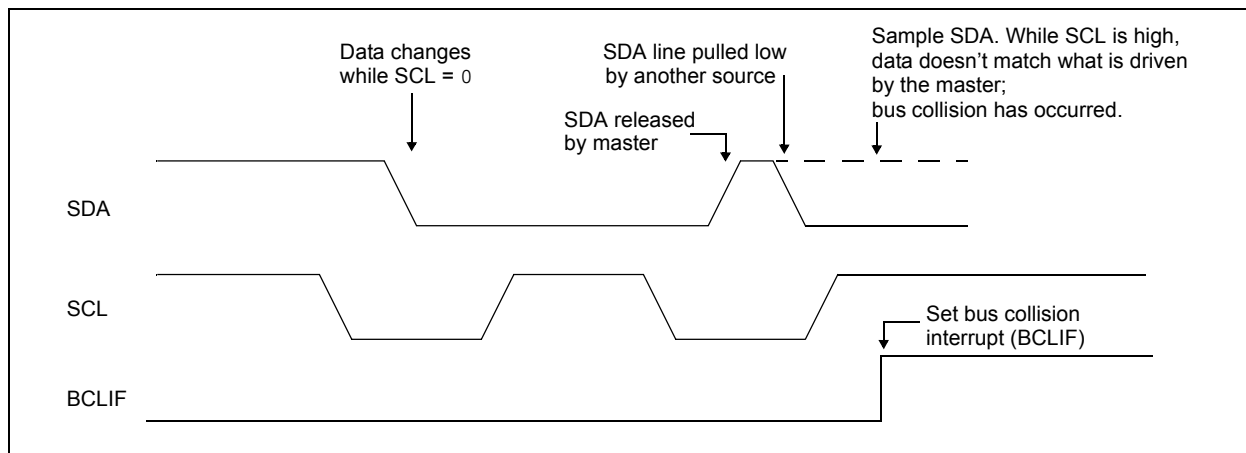 Data changes
while SCL = 0
SDA line pulled low
by another source
SDA released
by master
Sample SDA. While SCL is high,
data doesn't match what is driven
by the master;
bus collision has occurred.
SDA
SCL
Set bus collision
interrupt (BCLIF)
BCLIF